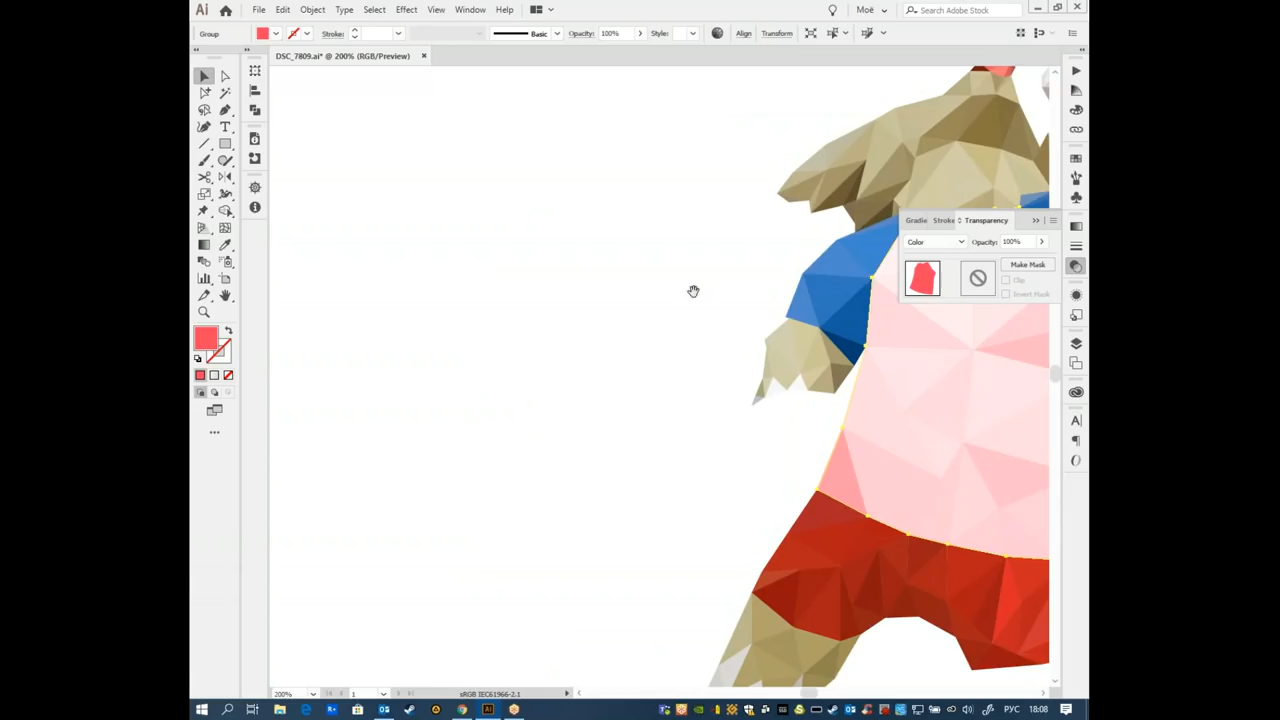 Ai File Edit Object Type Select Effect View Window Help Moë Search Adobe Stock
Group Stroke: Basic Opacity: 100% Style: Align Transform
DSC_7809.ai* @ 200% (RGB/Preview)
Gradie Stroke Transparency
Color Opacity: 100%
Make Mask
Clip
Invert Mask
200% 1 sRGB IEC61966-2.1
РУС 18:08